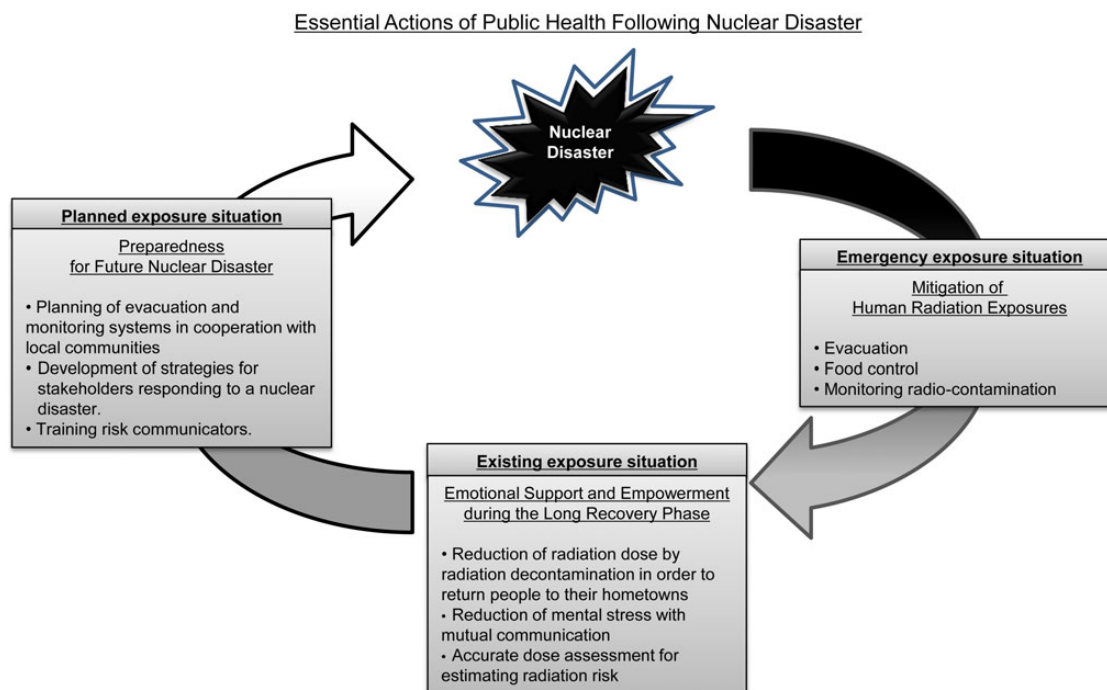 Essential Actions of Public Health Following Nuclear Disaster
Nuclear
Disaster
Planned exposure situation
Preparedness
for Future Nuclear Disaster
• Planning of evacuation and
monitoring systems in cooperation with
local communities
• Development of strategies for
stakeholders responding to a nuclear
disaster.
• Training risk communicators.
Emergency exposure situation
Mitigation of
Human Radiation Exposures
• Evacuation
• Food control
• Monitoring radio-contamination
Existing exposure situation
Emotional Support and Empowerment
during the Long Recovery Phase
• Reduction of radiation dose by
radiation decontamination in order to
return people to their hometowns
• Reduction of mental stress with
mutual communication
• Accurate dose assessment for
estimating radiation risk